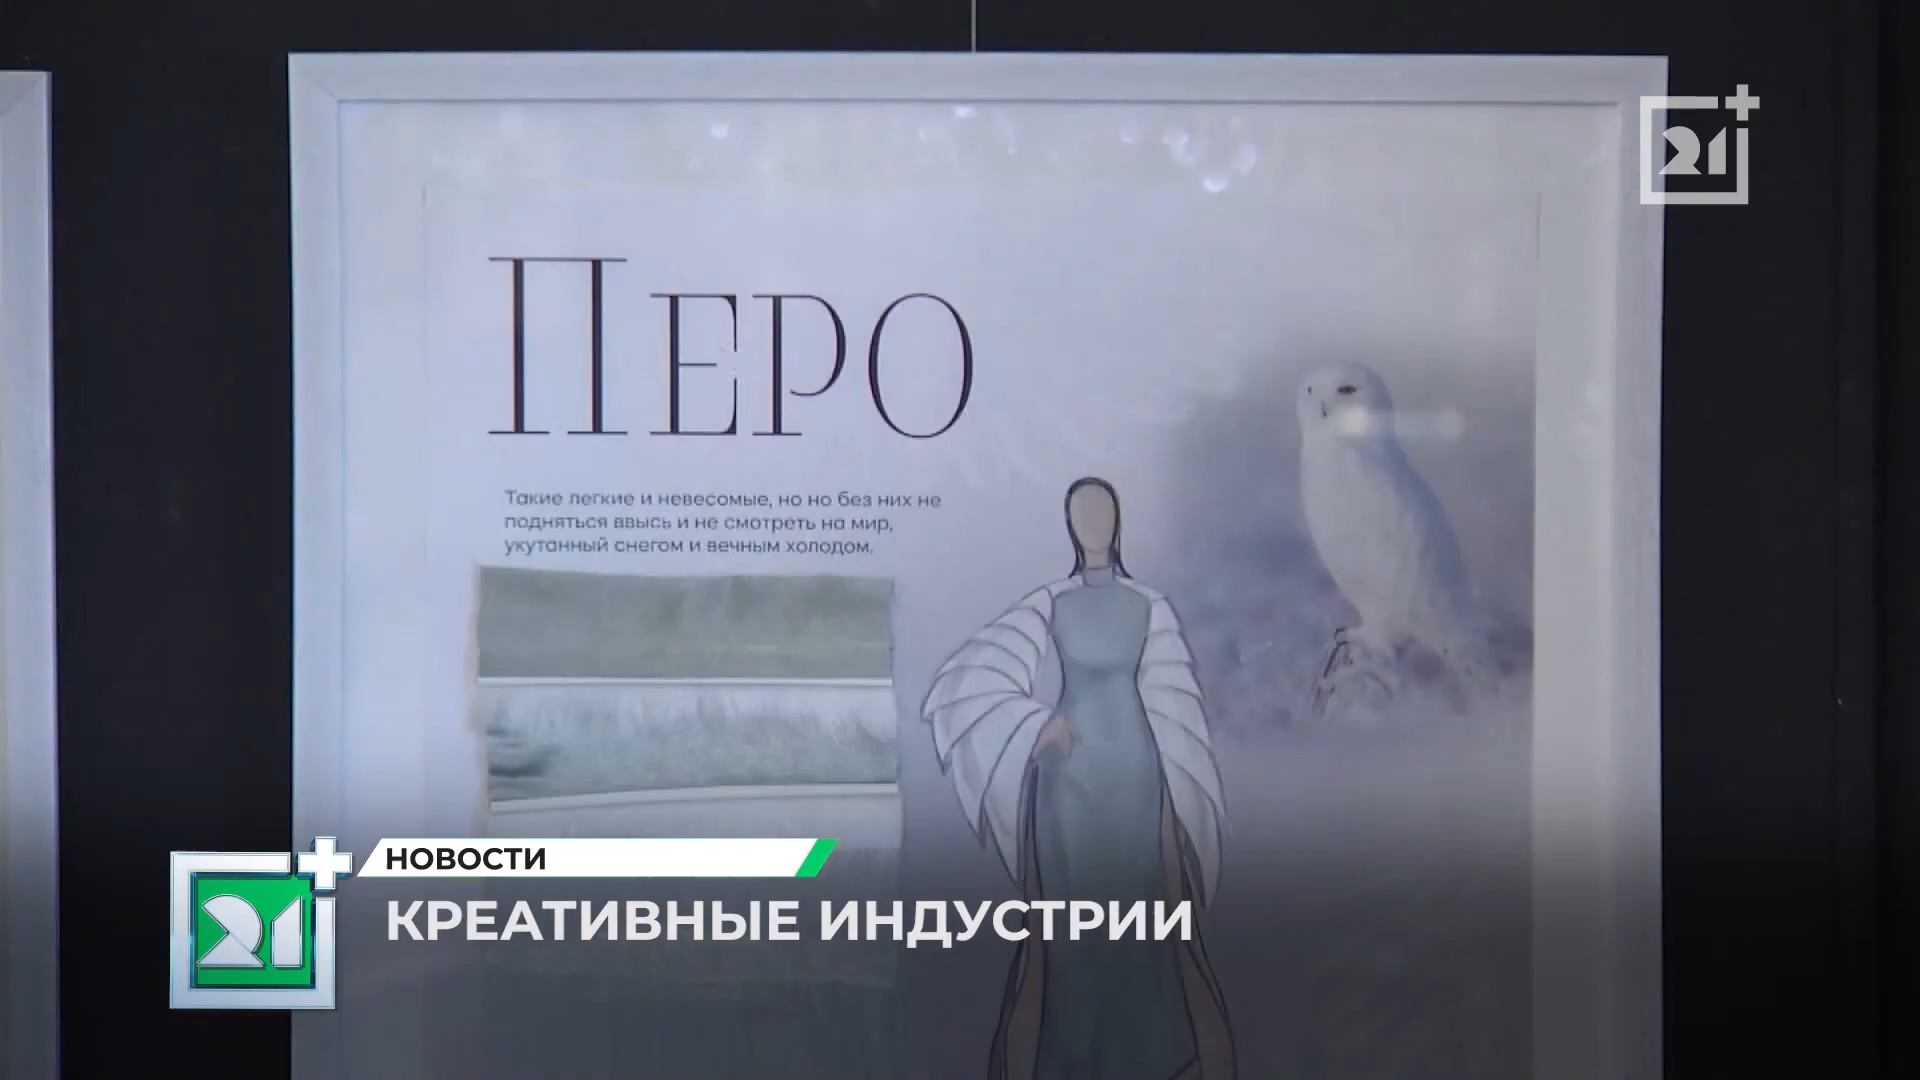 21+
Перо
Такие легкие и невесомые, но но без них не
подняться ввысь и не смотреть на мир,
укутанный снегом и вечным холодом.
НОВОСТИ
21+
КРЕАТИВНЫЕ ИНДУСТРИИ